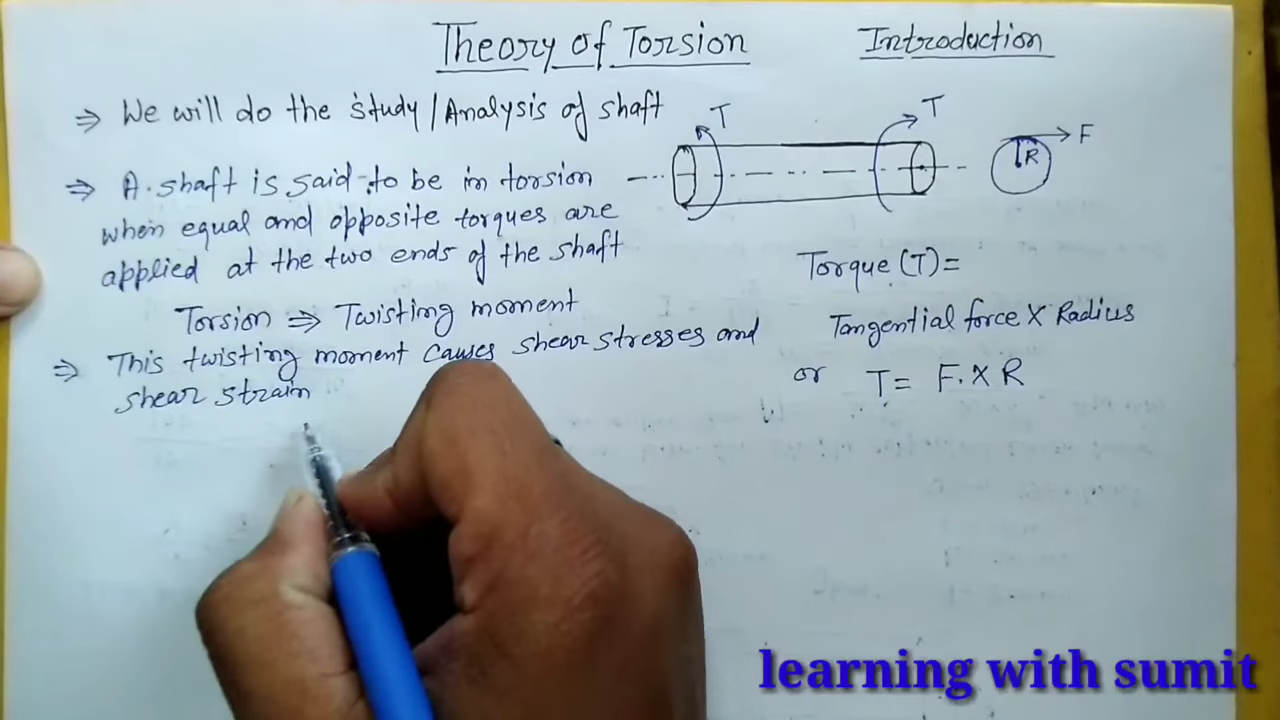 Theory of Torsion
Introduction
⇒ We will do the study/Analysis of shaft
⇒ A shaft is said to be in torsion
when equal and opposite torques are
applied at the two ends of the shaft
Torsion ⇒ Twisting moment
⇒ This twisting moment causes shear stresses and
shear strain
T
T
F
R
Torque (T) =
Tangential force X Radius
or T = F. X R
learning with sumit